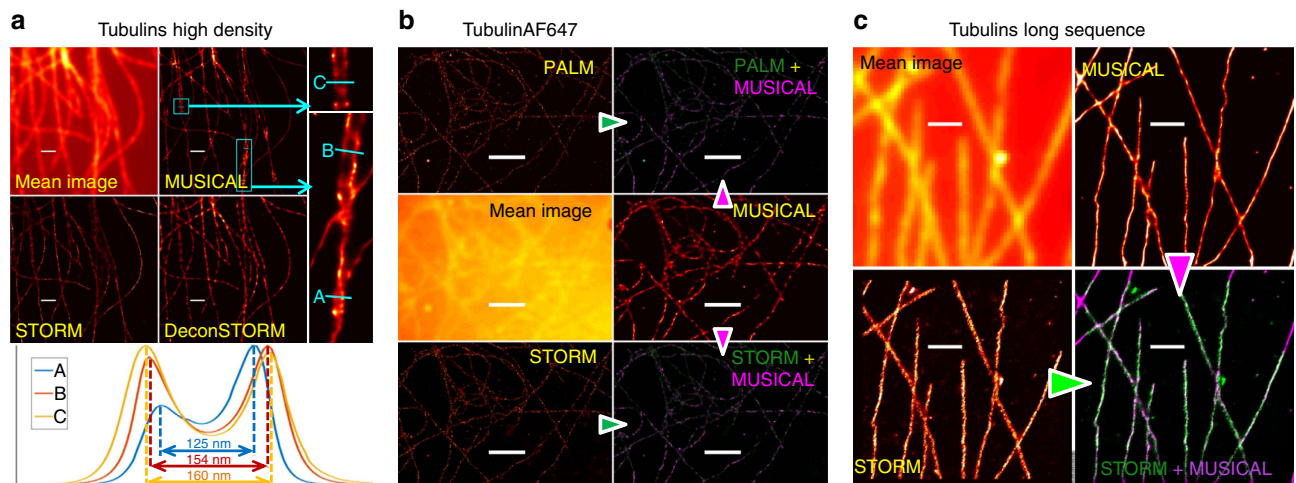 a
Tubulins high density
Mean image
MUSICAL
C
B
A
STORM
DeconSTORM
A
B
C
125 nm
154 nm
160 nm
b
TubulinAF647
PALM
PALM +
MUSICAL
Mean image
MUSICAL
STORM
STORM +
MUSICAL
c
Tubulins long sequence
Mean image
MUSICAL
STORM
STORM + MUSICAL